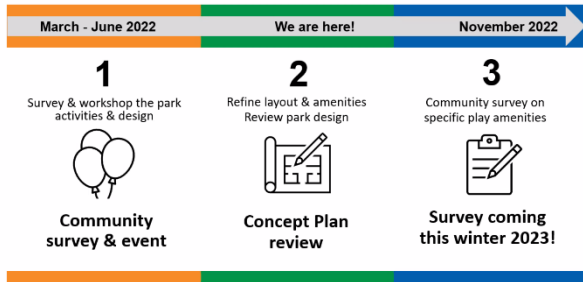 March - June 2022
We are here!
November 2022
1
2
3
Survey & workshop the park
activities & design
Refine layout & amenities
Review park design
Community survey on
specific play amenities
Community
survey & event
Concept Plan
review
Survey coming
this winter 2023!